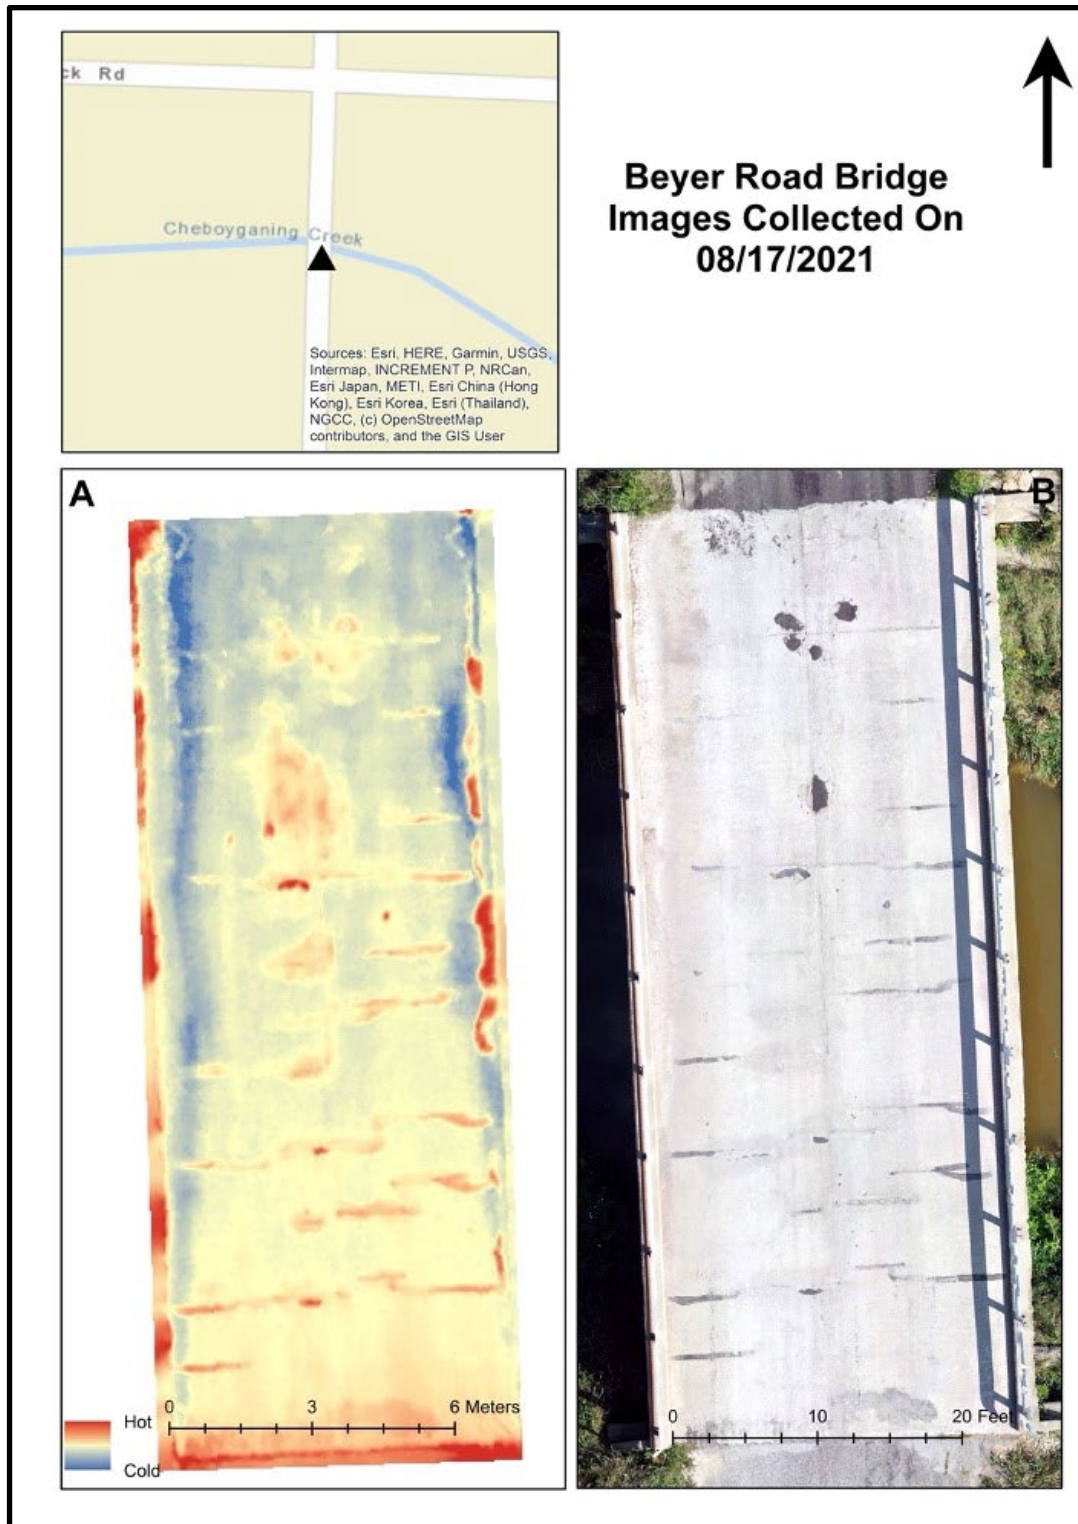 ck Rd
Cheboyganing Creek
Sources: Esri, HERE, Garmin, USGS,
Intermap, INCREMENT P, NRCan,
Esri Japan, METI, Esri China (Hong
Kong), Esri Korea, Esri (Thailand),
NGCC, (c) OpenStreetMap
contributors, and the GIS User
Beyer Road Bridge
Images Collected On
08/17/2021
A
Hot
Cold
0 3 6 Meters
B
0 10 20 Feet